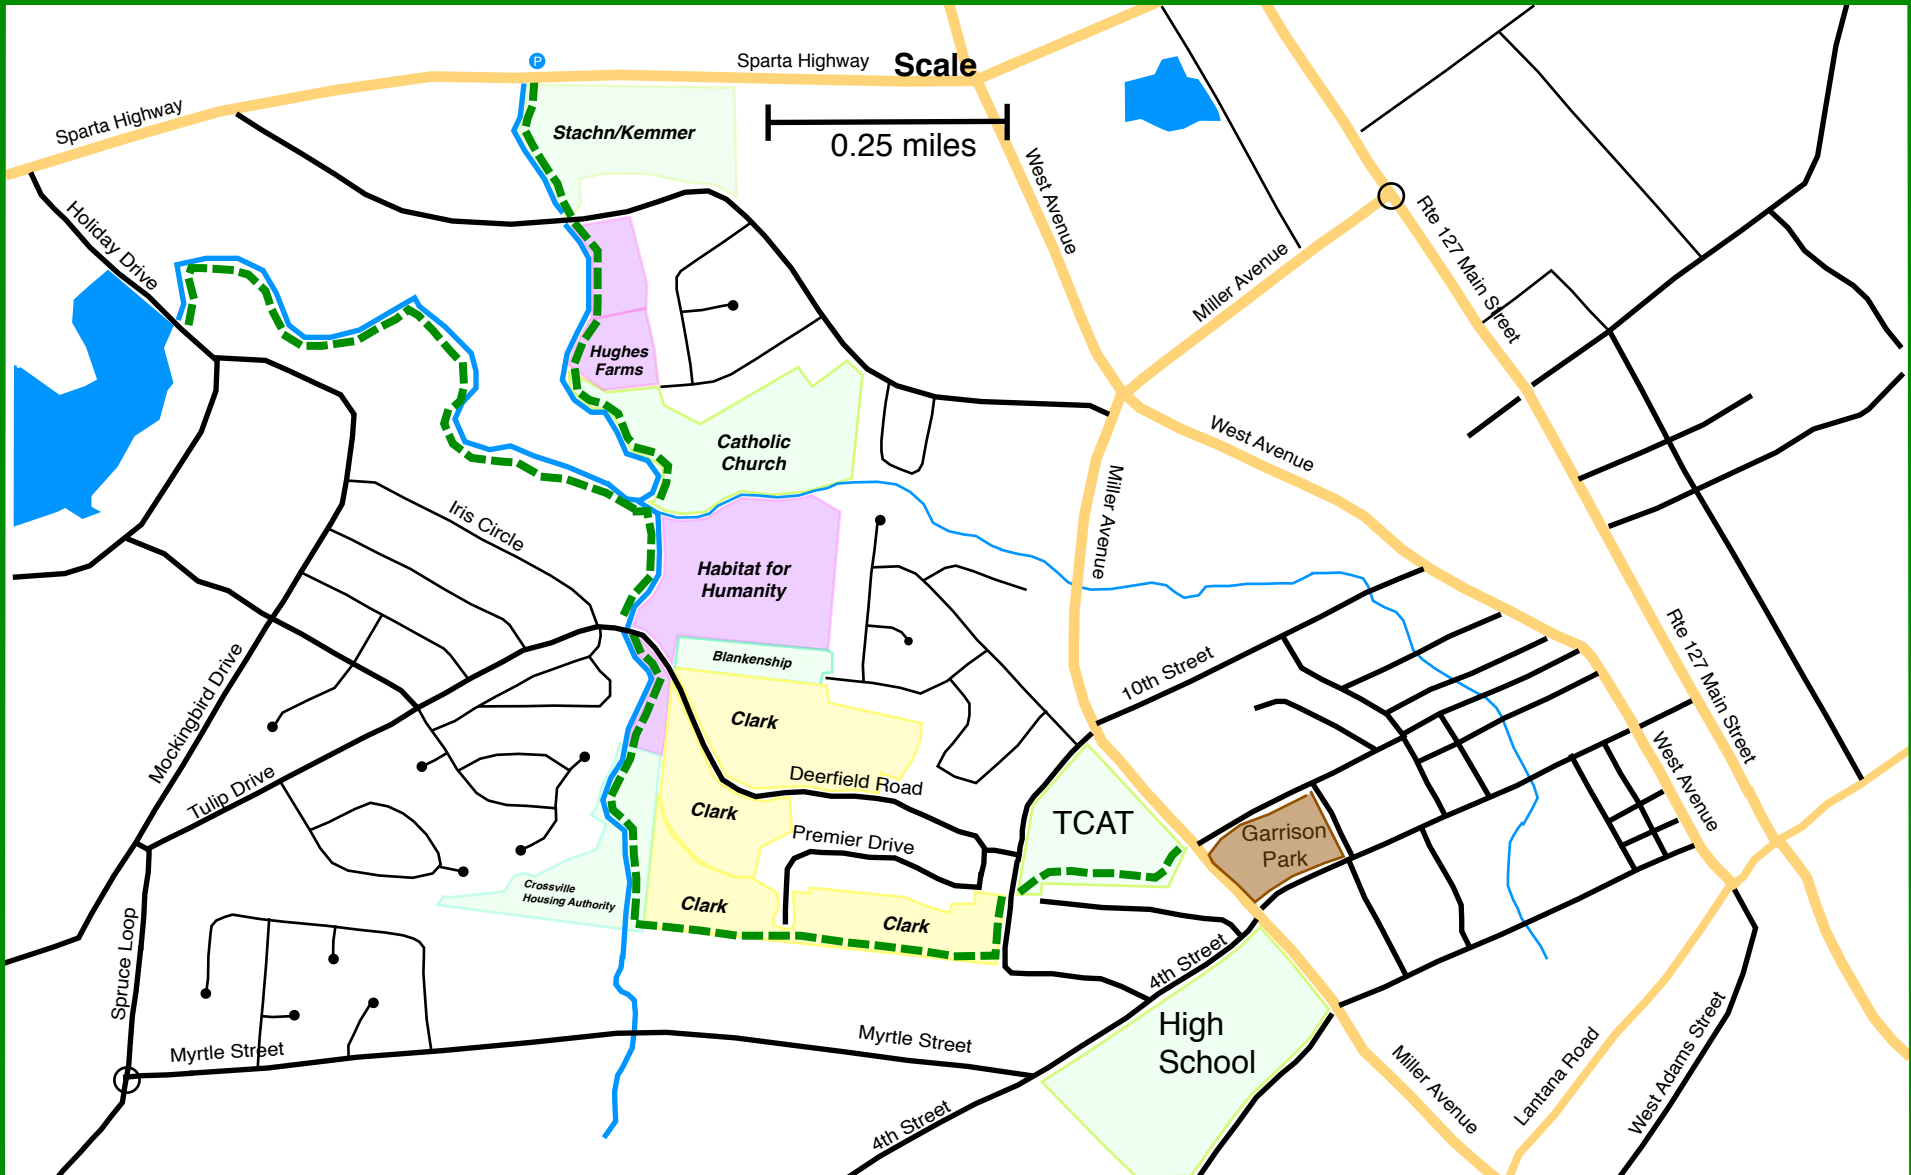 P
Sparta Highway
Scale
Sparta Highway
Stachn/Kemmer
0.25 miles
West Avenue
Holiday Drive
Rte 127 Main Street
Miller Avenue
Hughes
Farms
Catholic
Church
West Avenue
Miller Avenue
Iris Circle
Habitat for
Humanity
Blankenship
10th Street
Mockingbird Drive
Rte 127 Main Street
Clark
Tulip Drive
Deerfield Road
West Avenue
Clark
TCAT
Premier Drive
Garrison
Park
Crossville
Housing Authority
Clark
Clark
Spruce Loop
4th Street
High
School
Myrtle Street
Myrtle Street
Miller Avenue
Lantana Road
West Adams Street
4th Street